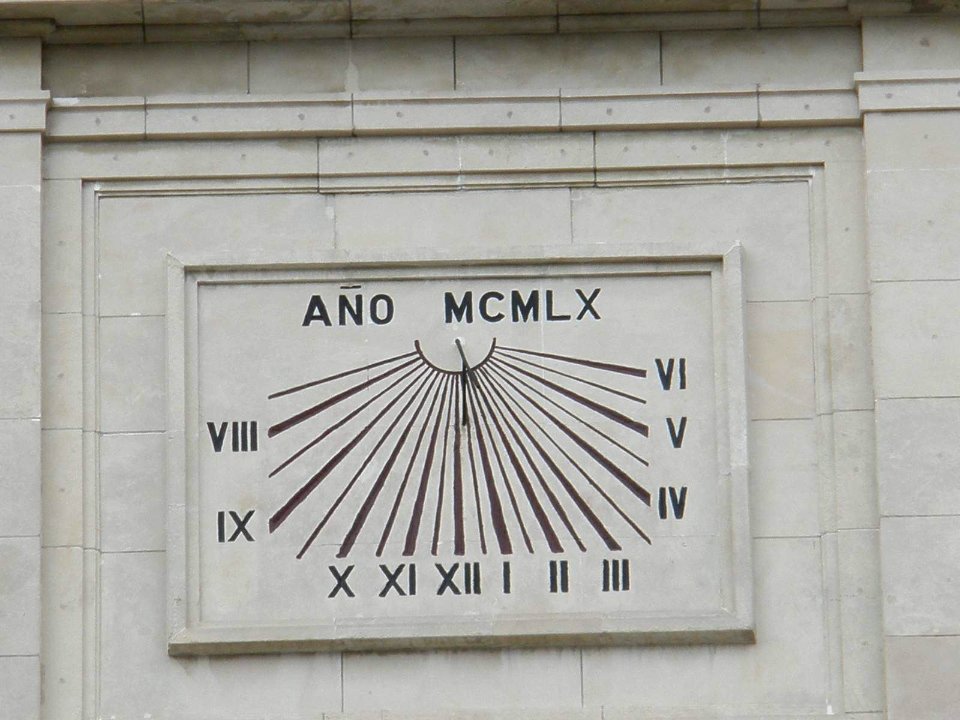 AÑO MCMLX
VI
VIII V
IX IV
X XI XII I II III